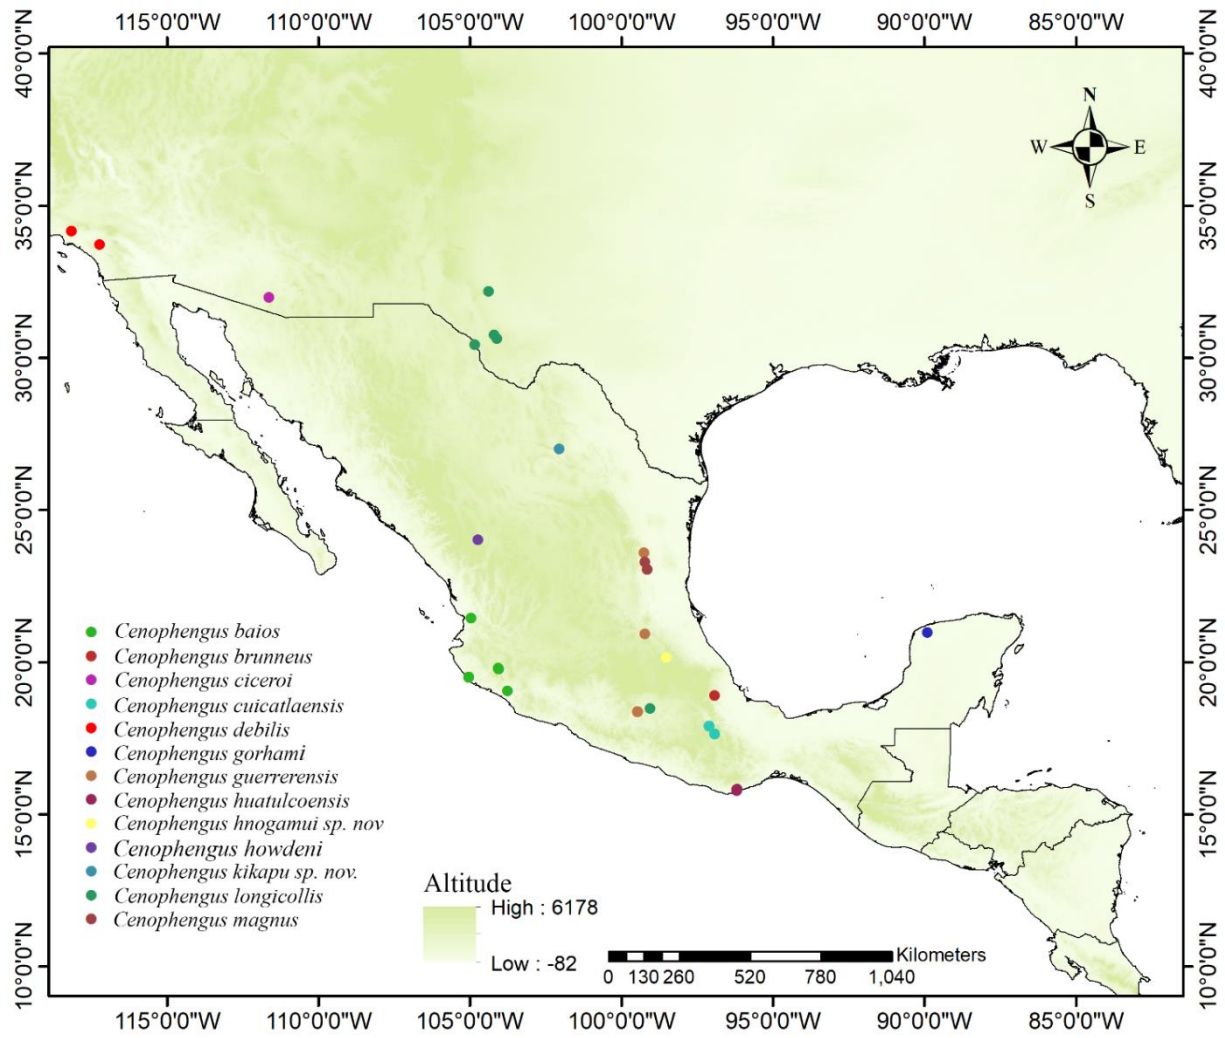 115°0'0"W 110°0'0"W 105°0'0"W 100°0'0"W 95°0'0"W 90°0'0"W 85°0'0"W
40°0'0"N
40°0'0"N
N
W E
S
35°0'0"N
35°0'0"N
30°0'0"N
30°0'0"N
25°0'0"N
25°0'0"N
20°0'0"N
20°0'0"N
15°0'0"N
15°0'0"N
10°0'0"N
10°0'0"N
Cenophengus baios
Cenophengus brunneus
Cenophengus ciceroi
Cenophengus cuicatlaensis
Cenophengus debilis
Cenophengus gorhami
Cenophengus guerrerensis
Cenophengus huatulcoensis
Cenophengus hnogamui sp. nov
Cenophengus howdeni
Cenophengus kikapu sp. nov.
Cenophengus longicollis
Cenophengus magnus
Altitude
High : 6178
Low : -82
Kilometers
0 130 260 520 780 1,040
115°0'0"W 110°0'0"W 105°0'0"W 100°0'0"W 95°0'0"W 90°0'0"W 85°0'0"W